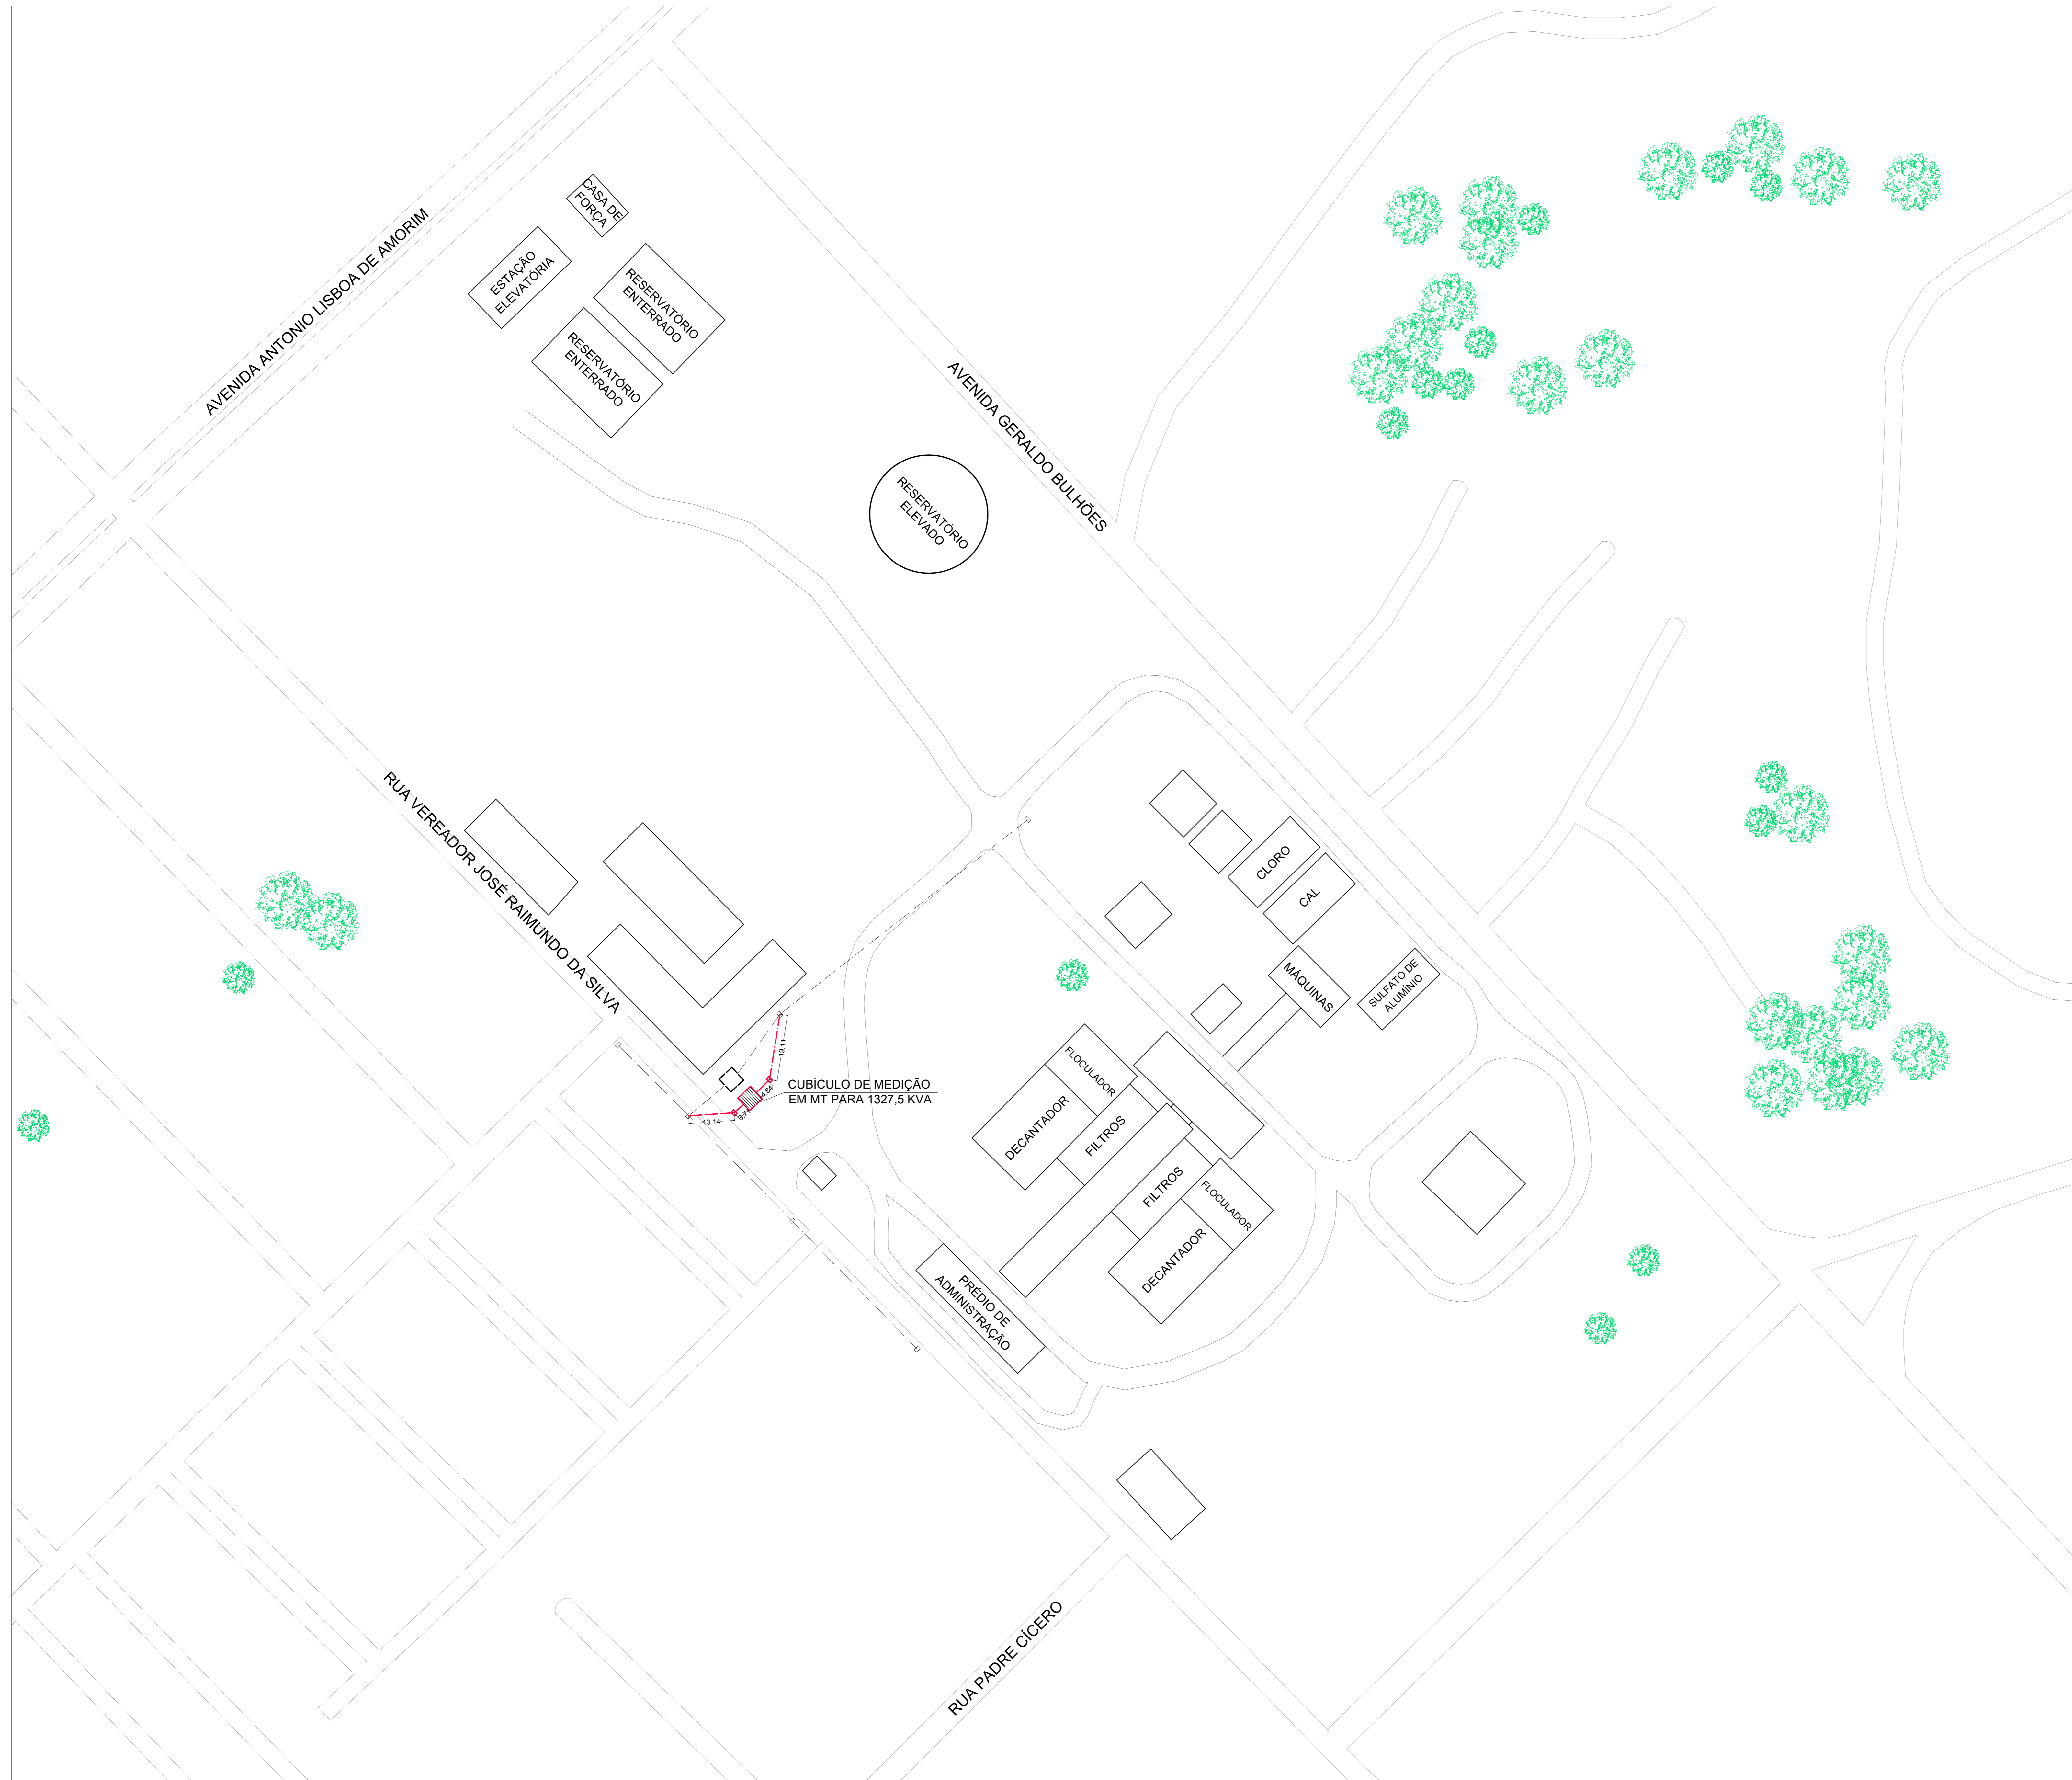 AVENIDA ANTONIO LISBOA DE AMORIM
CASA DE
FORÇA
ESTAÇÃO
ELEVATÓRIA
RESERVATÓRIO
ENTERRADO
RESERVATÓRIO
ENTERRADO
AVENIDA GERALDO BULHÕES
RESERVATÓRIO
ELEVADO
RUA VEREADOR JOSÉ RAIMUNDO DA SILVA
CLORO
CAL
MÁQUINAS
SULFATO DE
ALUMÍNIO
19.11
4.84
CUBÍCULO DE MEDIÇÃO
EM MT PARA 1327,5 KVA
13.14
FLOCULADOR
DECANTADOR
FILTROS
FILTROS
FLOCULADOR
DECANTADOR
PRÉDIO DE
ADMINISTRAÇÃO
RUA PADRE CÍCERO